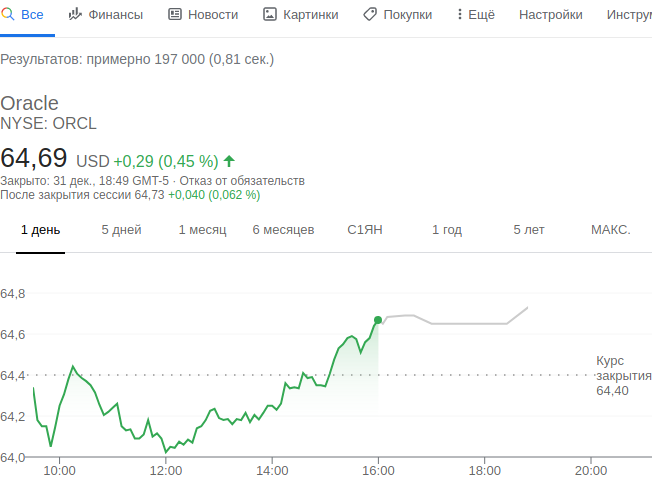 Все Финансы Новости Картинки Покупки Ещё Настройки
Результатов: примерно 197 000 (0,81 сек.)
Oracle
NYSE: ORCL
64,69 USD +0,29 (0,45 %)
Закрыто: 31 дек., 18:49 GMT-5 · Отказ от обязательств
После закрытия сессии 64,73 +0,040 (0,062 %)
1 день 5 дней 1 месяц 6 месяцев С1ЯН 1 год 5 лет МАКС.
64,8
64,6
64,4
64,2
64,0
Курс
закрытия
64,40
10:00 12:00 14:00 16:00 18:00 20:00